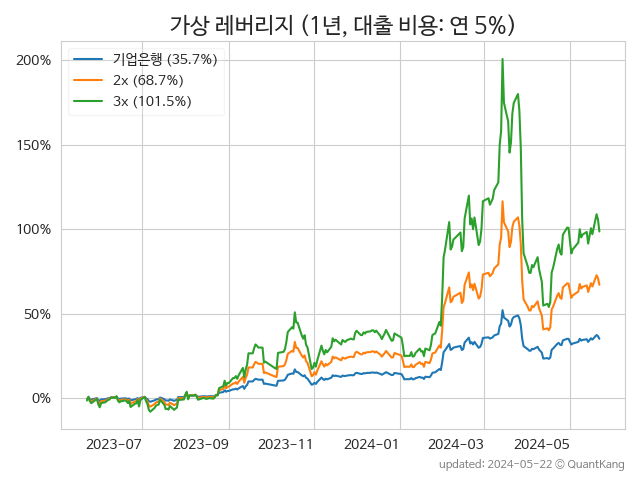 가상 레버리지 (1년, 대출 비용: 연 5%)
기업은행 (35.7%)
2x (68.7%)
3x (101.5%)
200%
150%
100%
50%
0%
2023-07 2023-09 2023-11 2024-01 2024-03 2024-05
updated: 2024-05-22 © QuantKang